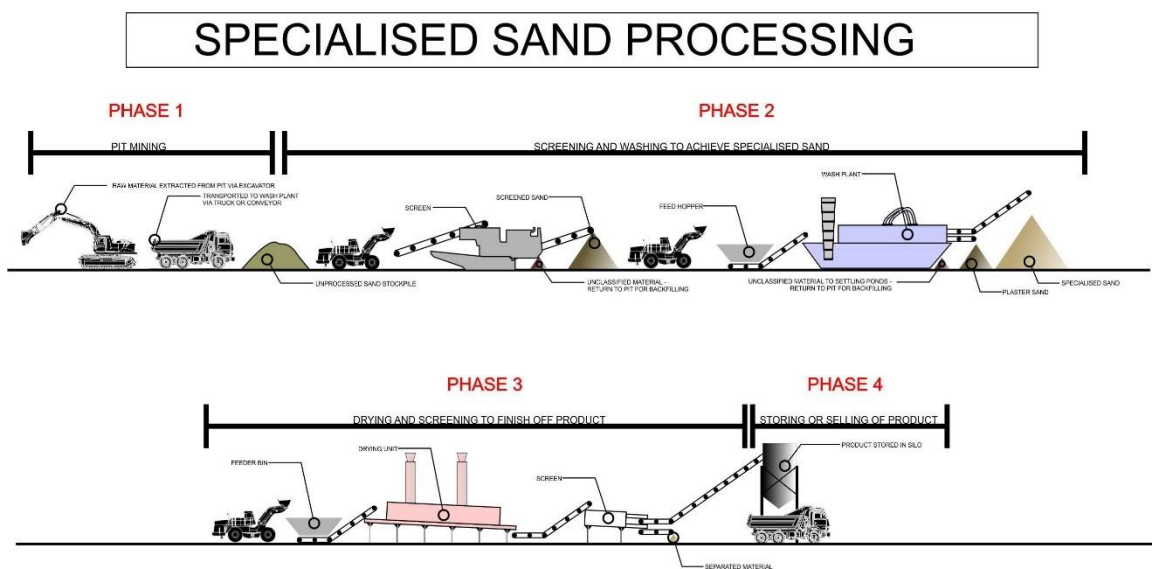 SPECIALISED SAND PROCESSING
PHASE 1
PHASE 2
PIT MINING
SCREENING AND WASHING TO ACHIEVE SPECIALISED SAND
RAW MATERIAL EXTRACTED FROM PIT VIA EXCAVATOR
TRANSPORTED TO WASH PLANT
VIA TRUCK OR CONVEYOR
UNPROCESSED SAND STOCKPILE
SCREEN
SCREENED SAND
UNCLASSIFIED MATERIAL -
RETURN TO PIT FOR BACKFILLING
FEED HOPPER
WASH PLANT
UNCLASSIFIED MATERIAL TO SETTLING PONDS -
RETURN TO PIT FOR BACKFILLING
PLASTER SAND
SPECIALISED SAND
PHASE 3
PHASE 4
DRYING AND SCREENING TO FINISH OFF PRODUCT
STORING OR SELLING OF PRODUCT
FEEDER BIN
DRYING UNIT
SCREEN
SEPARATED MATERIAL
PRODUCT STORED IN SILO